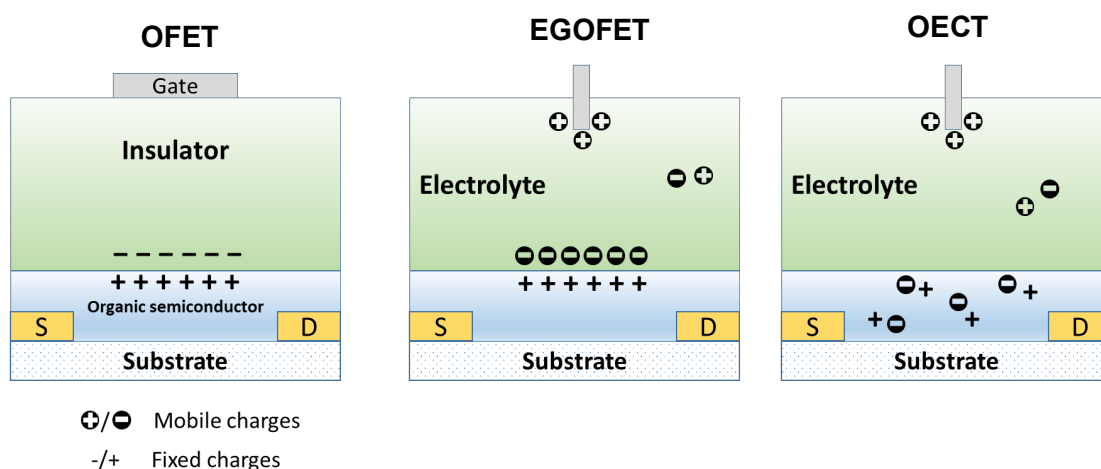 OFET
EGOFET
OECT
Gate
Insulator
- - - - - -
+ + + + + +
Organic semiconductor
S
D
Substrate
+ + +
Electrolyte
- +
- - - - - -
+ + + + + +
S
D
Substrate
+ + +
Electrolyte
- +
- + - +
- + + -
S
D
Substrate
+/- Mobile charges
-/+ Fixed charges